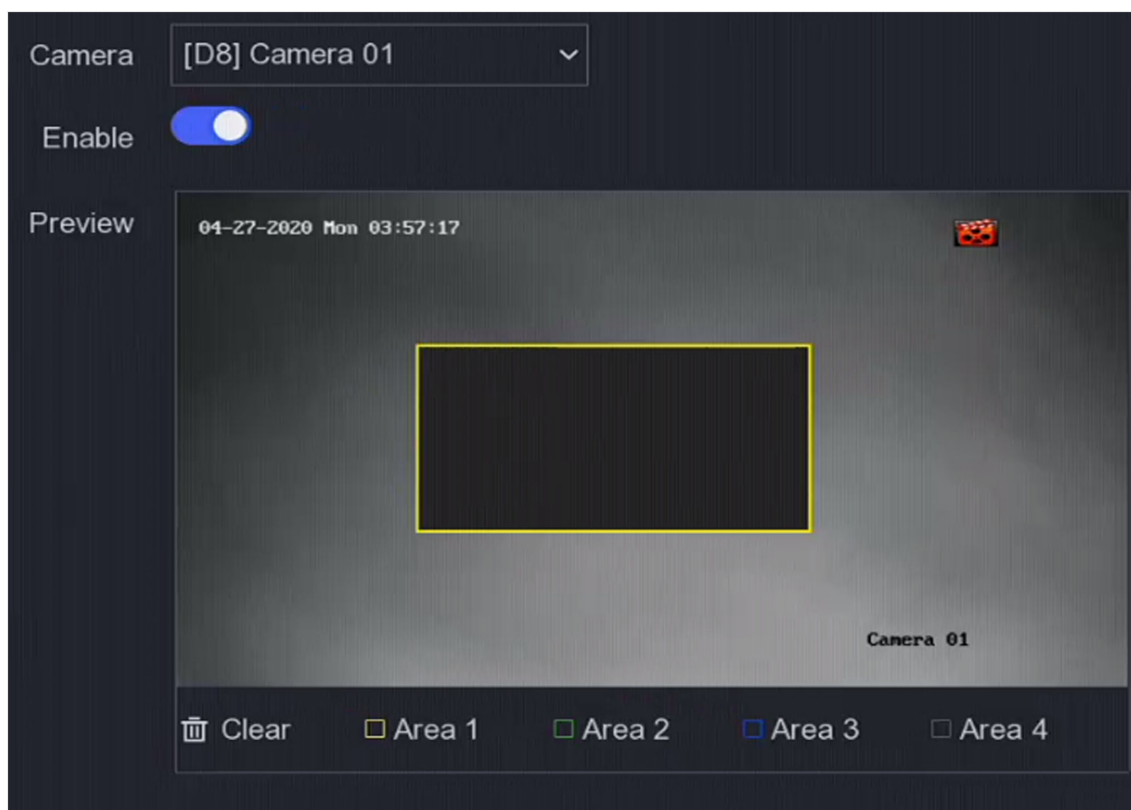 Camera [D8] Camera 01
Enable
Preview
04-27-2020 Mon 03:57:17
Camera 01
Clear Area 1 Area 2 Area 3 Area 4